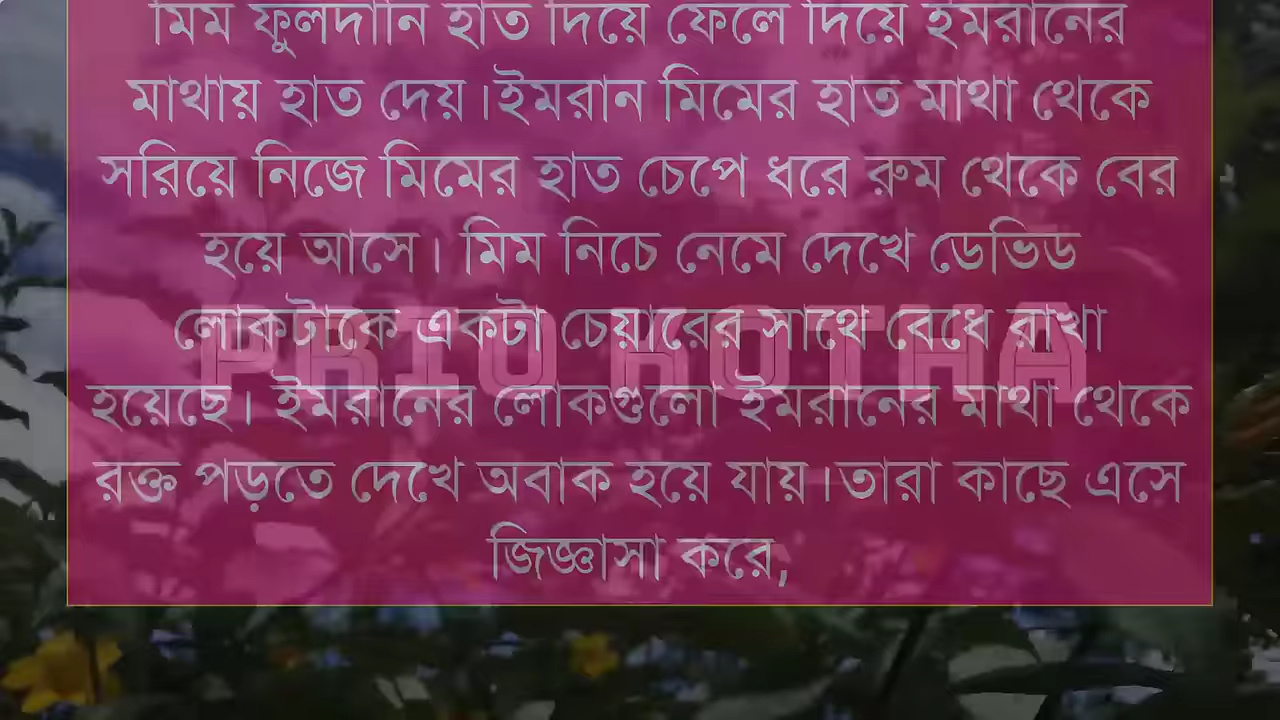 মিম ফুলদানি হাত দিয়ে ফেলে দিয়ে ইমরানের
মাথায় হাত দেয়।ইমরান মিমের হাত মাথা থেকে
সরিয়ে নিজে মিমের হাত চেপে ধরে রুম থেকে বের
হয়ে আসে। মিম নিচে নেমে দেখে ডেভিড
লোকটাকে একটা চেয়ারের সাথে বেধে রাখা
PRIO KOTHA
হয়েছে। ইমরানের লোকগুলো ইমরানের মাথা থেকে
রক্ত পড়তে দেখে অবাক হয়ে যায়।তারা কাছে এসে
জিজ্ঞাসা করে,